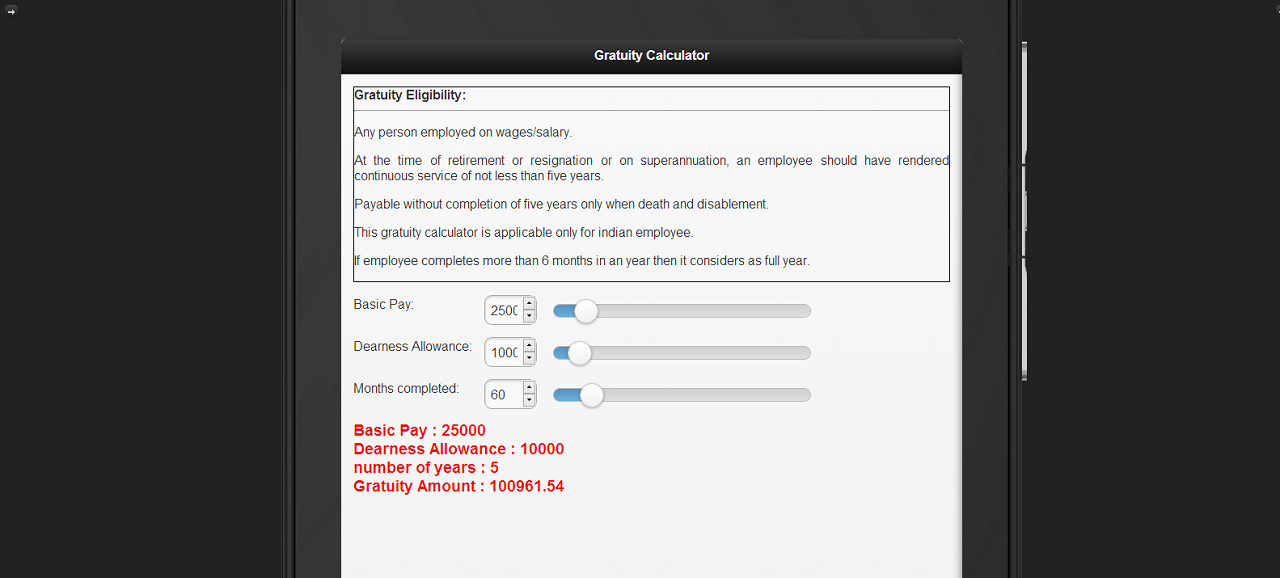 Gratuity Calculator
Gratuity Eligibility:
Any person employed on wages/salary.
At the time of retirement or resignation or on superannuation, an employee should have rendered
continuous service of not less than five years.
Payable without completion of five years only when death and disablement.
This gratuity calculator is applicable only for indian employee.
If employee completes more than 6 months in an year then it considers as full year.
Basic Pay:
Dearness Allowance:
Months completed: 60
Basic Pay : 25000
Dearness Allowance : 10000
number of years : 5
Gratuity Amount : 100961.54